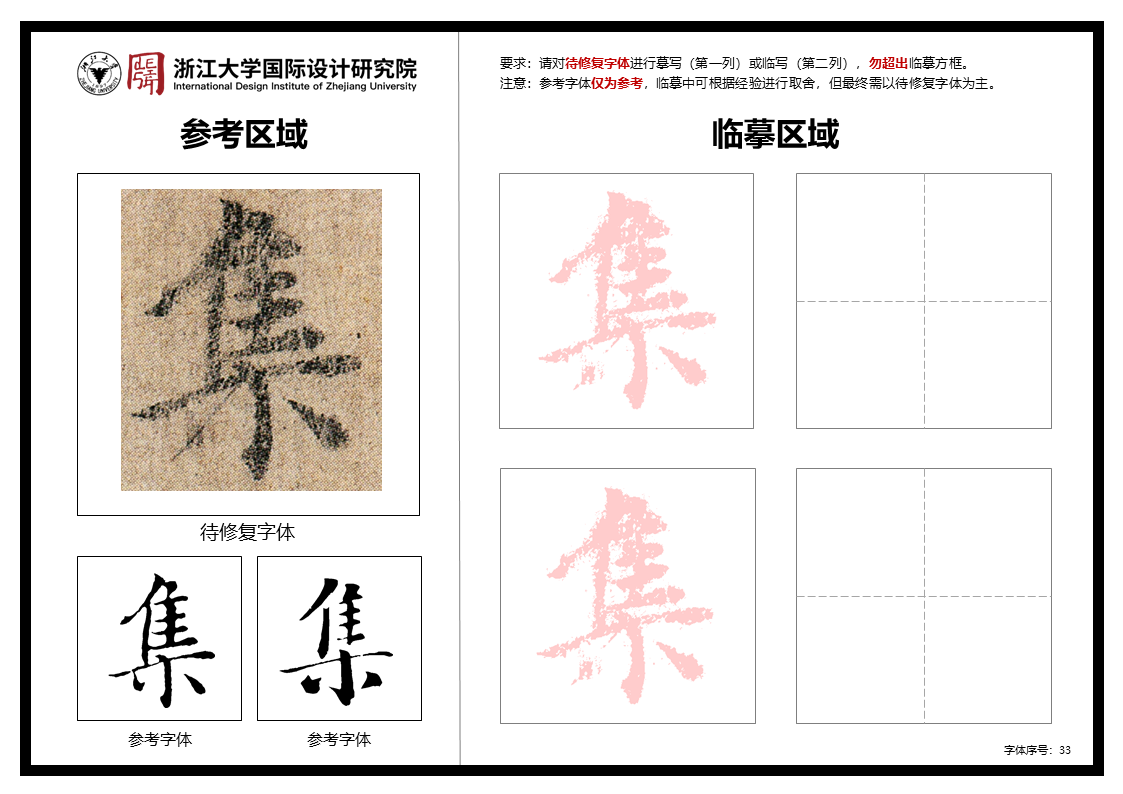 浙江大学国际设计研究院
International Design Institute of Zhejiang University
参考区域
集
待修复字体
集
集
参考字体
参考字体
要求：请对待修复字体进行摹写（第一列）或临写（第二列），勿超出临摹方框。
注意：参考字体仅为参考，临摹中可根据经验进行取舍，但最终需以待修复字体为主。
临摹区域
集
集
字体序号：33